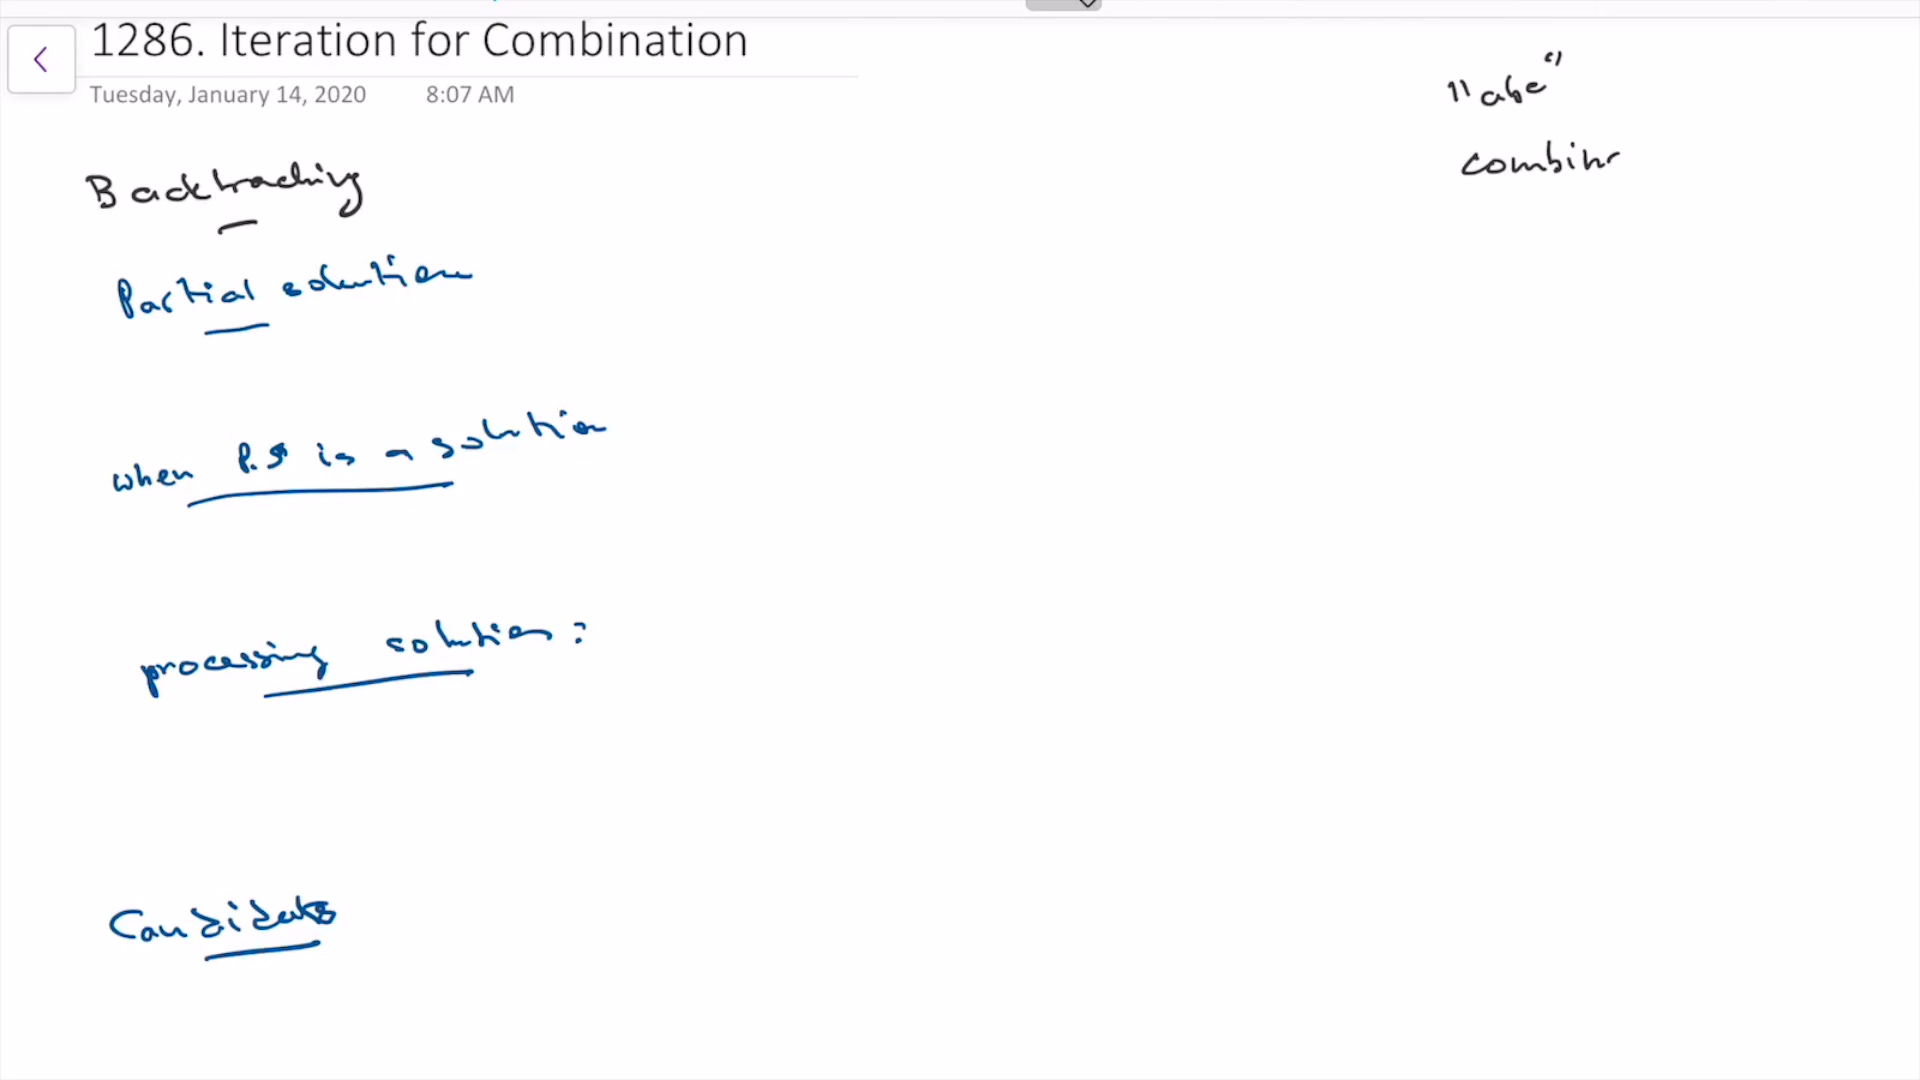 1286. Iteration for Combination
Tuesday, January 14, 2020 8:07 AM
"abc"
combin
Backtracking
Partial solution
when P.S is a solution
processing solution:
Candidates